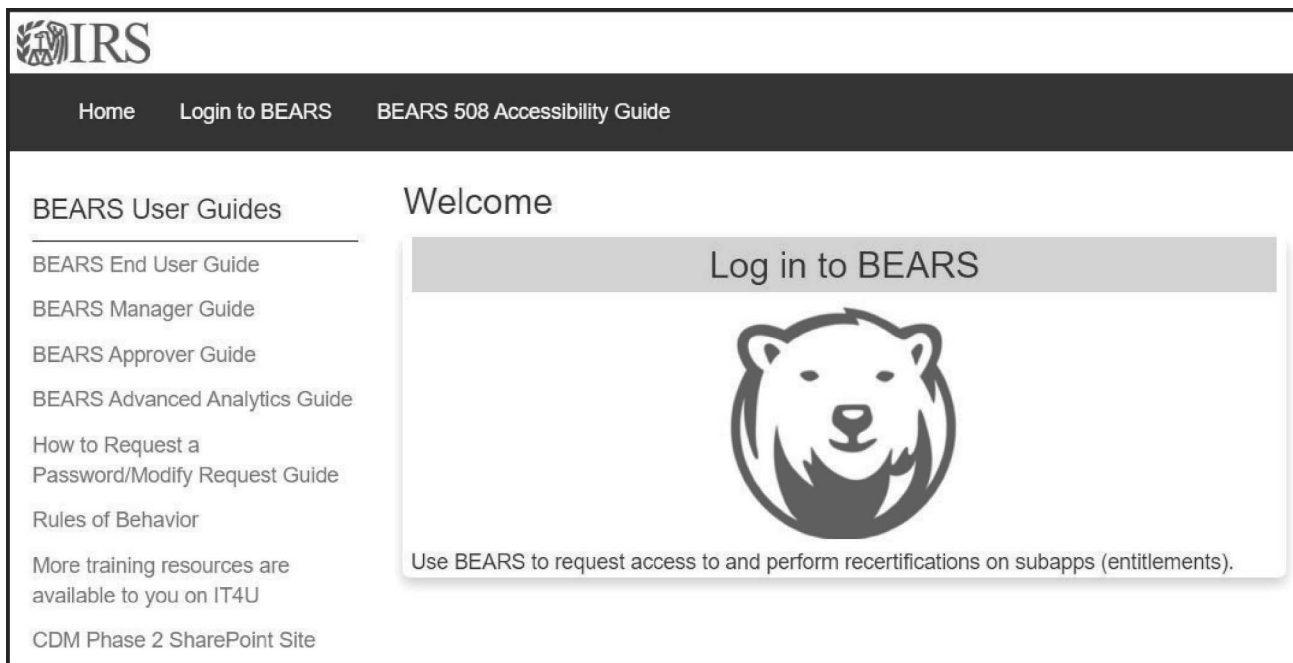 IRS
Home Login to BEARS BEARS 508 Accessibility Guide
BEARS User Guides
BEARS End User Guide
BEARS Manager Guide
BEARS Approver Guide
BEARS Advanced Analytics Guide
How to Request a
Password/Modify Request Guide
Rules of Behavior
More training resources are
available to you on IT4U
CDM Phase 2 SharePoint Site
Welcome
Log in to BEARS
Use BEARS to request access to and perform recertifications on subapps (entitlements).